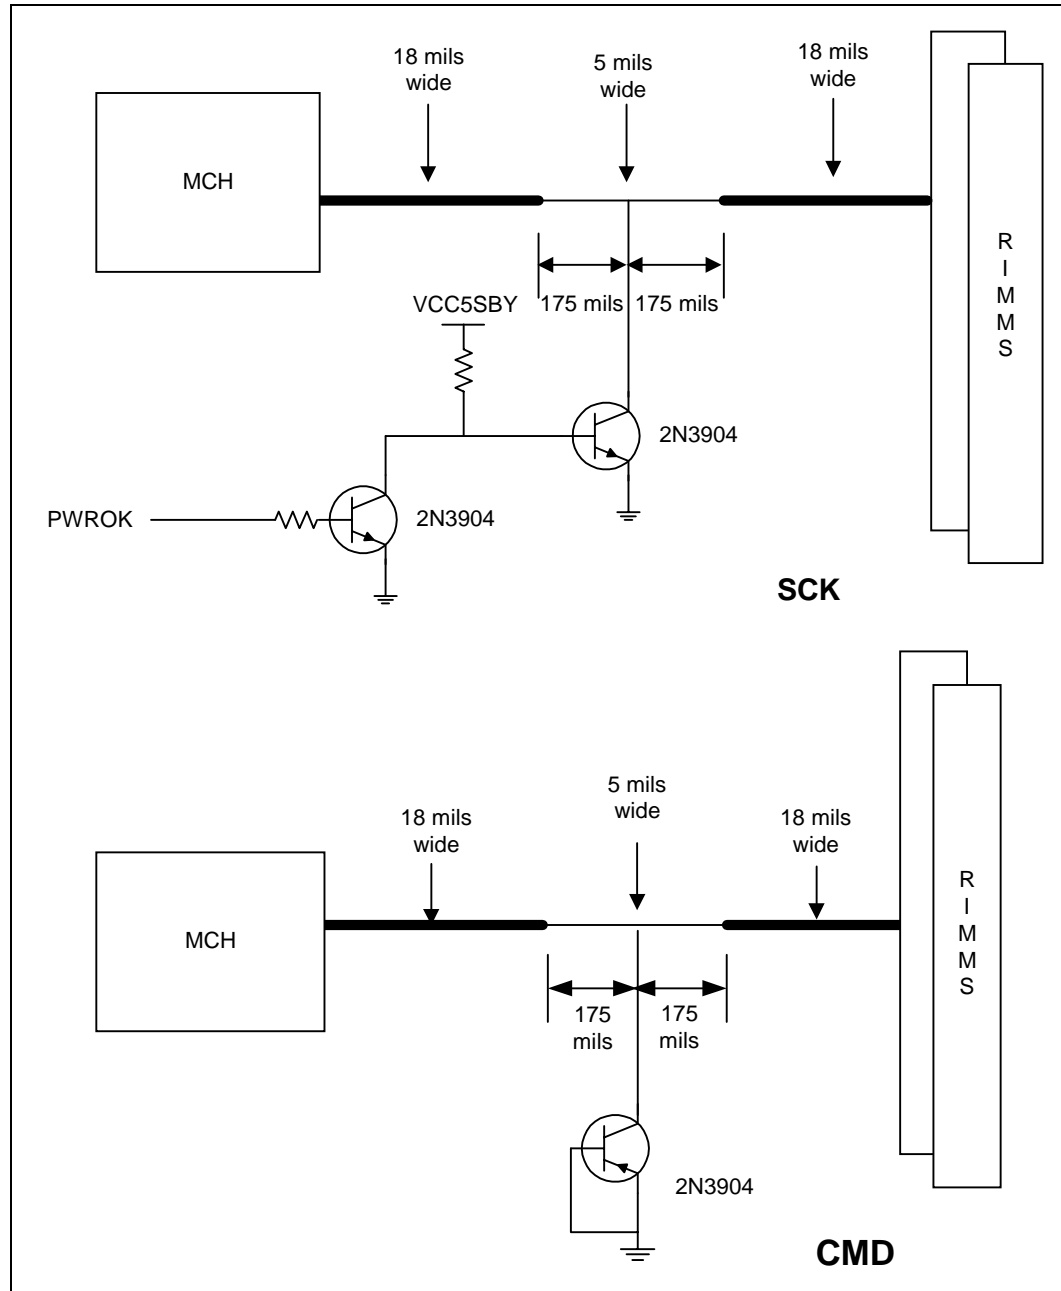 18 mils
wide
5 mils
wide
18 mils
wide
MCH
R
I
M
M
S
175 mils
175 mils
VCC5SBY
2N3904
PWROK
2N3904
SCK
18 mils
wide
5 mils
wide
18 mils
wide
MCH
R
I
M
M
S
175
mils
175
mils
2N3904
CMD